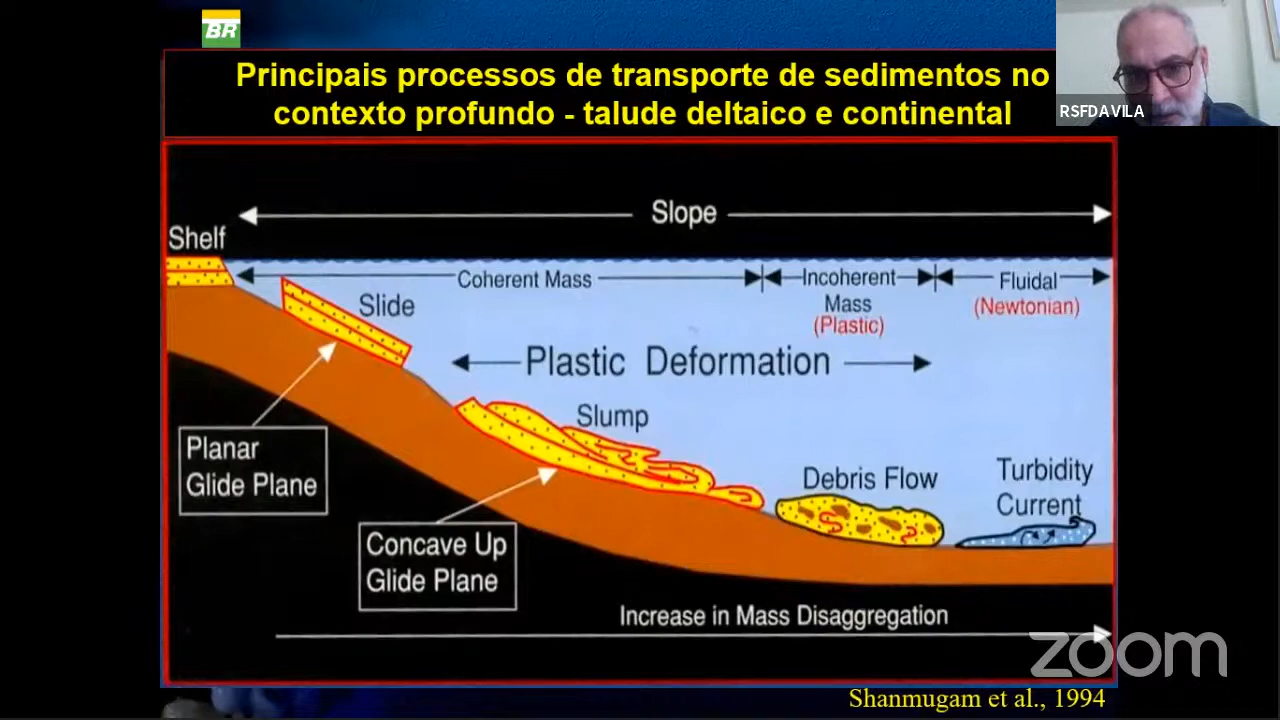 BR
Principais processos de transporte de sedimentos no
contexto profundo - talude deltaico e continental
RSFDAVILA
Slope
Shelf
Coherent Mass
Incoherent
Mass
(Plastic)
Fluidal
(Newtonian)
Slide
Plastic Deformation
Slump
Planar
Glide Plane
Debris Flow
Turbidity
Current
Concave Up
Glide Plane
Increase in Mass Disaggregation
zoom
Shanmugam et al., 1994